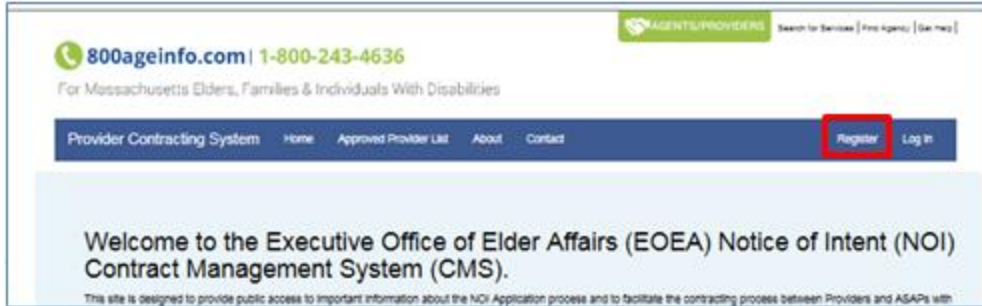 AGENTS/PROVIDERS Search for Services | Find Agency | Get Help |
800ageinfo.com | 1-800-243-4636
For Massachusetts Elders, Families & Individuals With Disabilities
Provider Contracting System Home Approved Provider List About Contact Register Log in
Welcome to the Executive Office of Elder Affairs (EOEA) Notice of Intent (NOI)
Contract Management System (CMS).
This site is designed to provide public access to important information about the NOI Application process and to facilitate the contracting process between Providers and ASAPs with